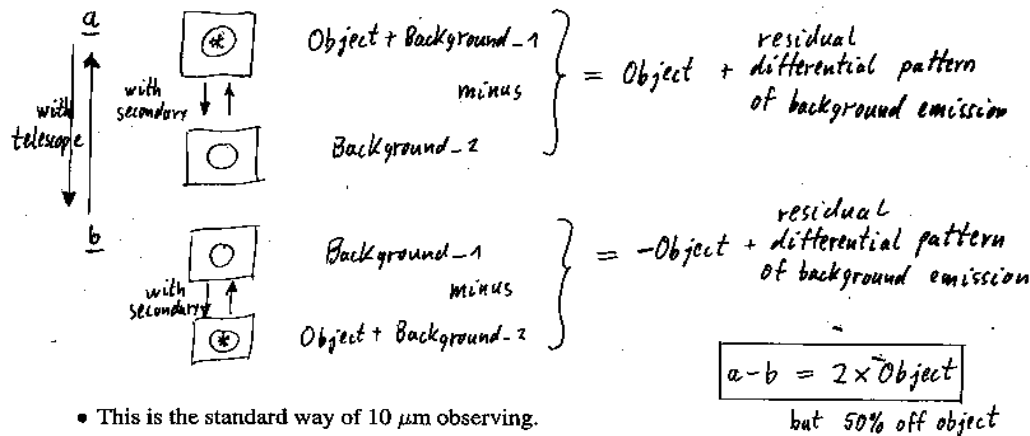 a
Object + Background_1
minus
Background_2
= Object + residual differential pattern of background emission
with secondary
with telescope
b
Background_1
minus
Object + Background_2
= -Object + residual differential pattern of background emission
with secondary
a-b = 2 × Object
but 50% off object
• This is the standard way of 10 μm observing.